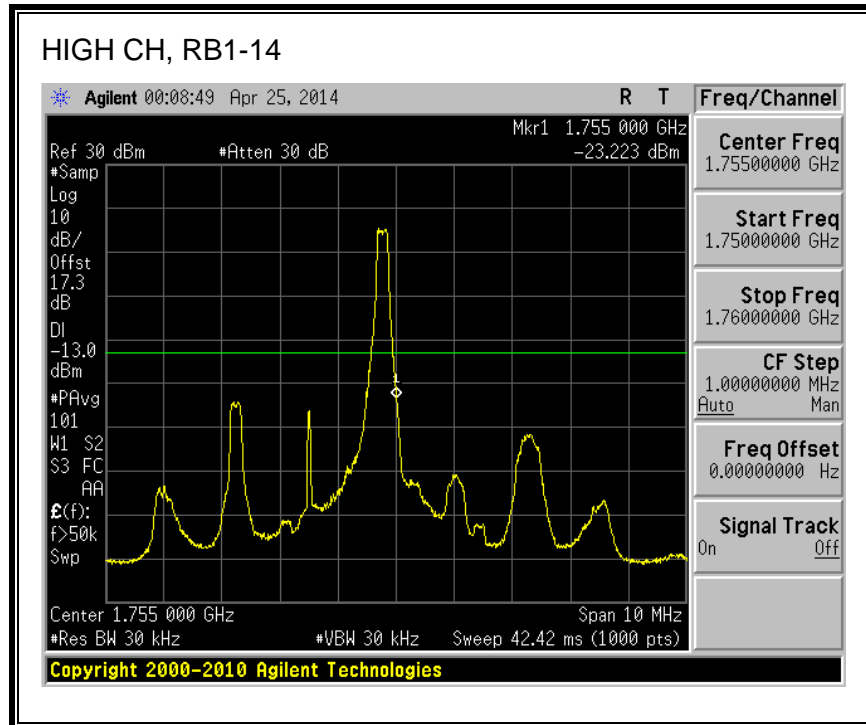 HIGH CH, RB1-14
Agilent 00:08:49 Apr 25, 2014 R T
Mkr1 1.755 000 GHz
Ref 30 dBm #Atten 30 dB -23.223 dBm
#Samp
Log
10
dB/
Offst
17.3
dB
DI
-13.0
dBm
#PAvg
101
W1 S2
S3 FC
AA
£(f):
f>50k
Swp
1
Center 1.755 000 GHz Span 10 MHz
#Res BW 30 kHz #VBW 30 kHz Sweep 42.42 ms (1000 pts)
Copyright 2000-2010 Agilent Technologies
Freq/Channel
Center Freq
1.75500000 GHz
Start Freq
1.75000000 GHz
Stop Freq
1.76000000 GHz
CF Step
1.00000000 MHz
Auto Man
Freq Offset
0.00000000 Hz
Signal Track
On Off